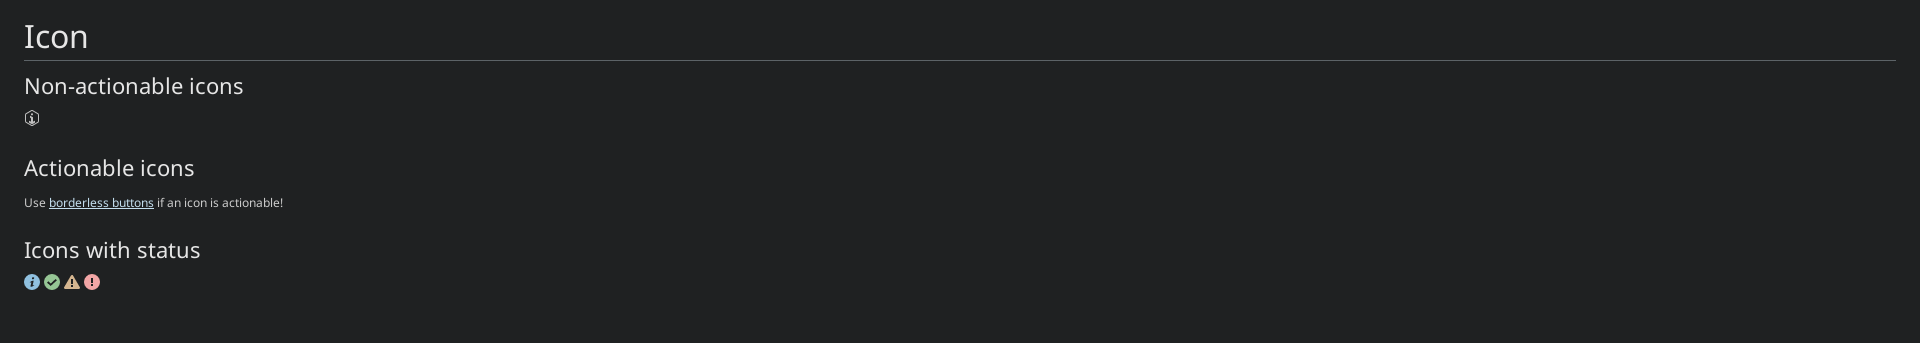 Icon
Non-actionable icons
Actionable icons
Use borderless buttons if an icon is actionable!
Icons with status